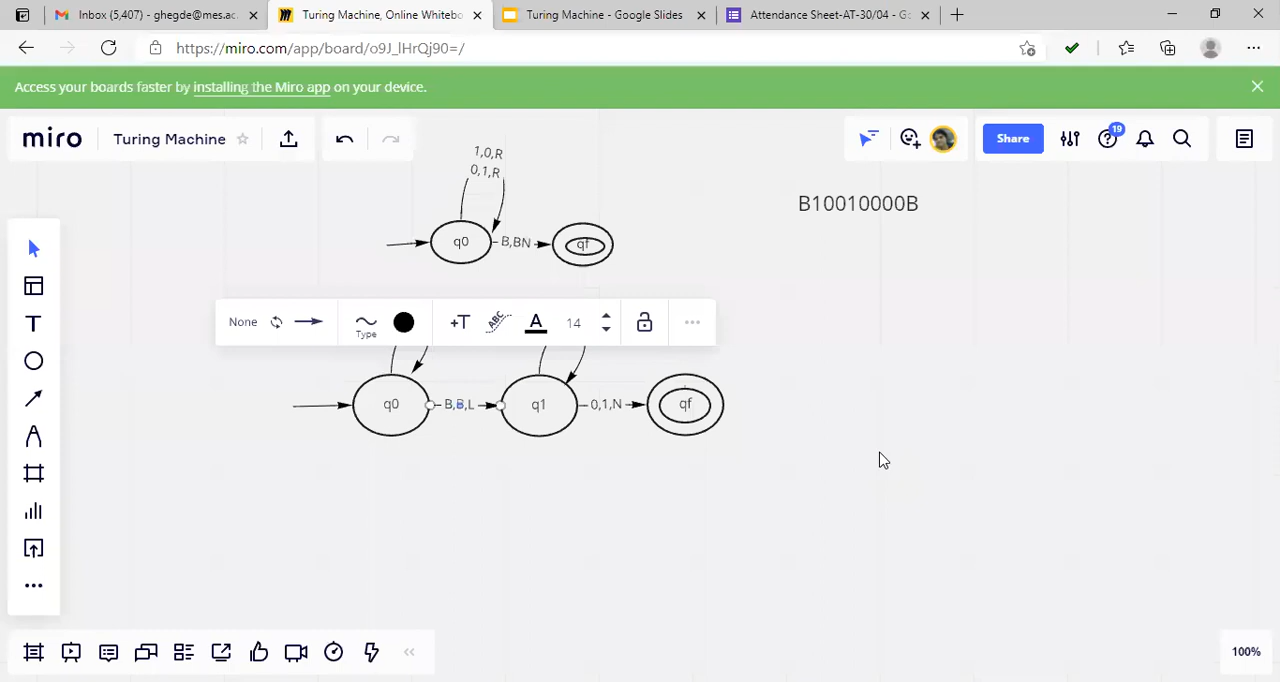 Inbox (5,407) - ghegde@mes.ac.
Turing Machine, Online Whitebo
Turing Machine - Google Slides
Attendance Sheet-AT-30/04 - Go
https://miro.com/app/board/o9J_lHrQj90=/
Access your boards faster by installing the Miro app on your device.
miro
Turing Machine
19
Share
1,0,R
0,1,R
B10010000B
q0
B,BN
qf
None
Type
+T
ABC
A
14
q0
B,B,L
q1
0,1,N
qf
100%